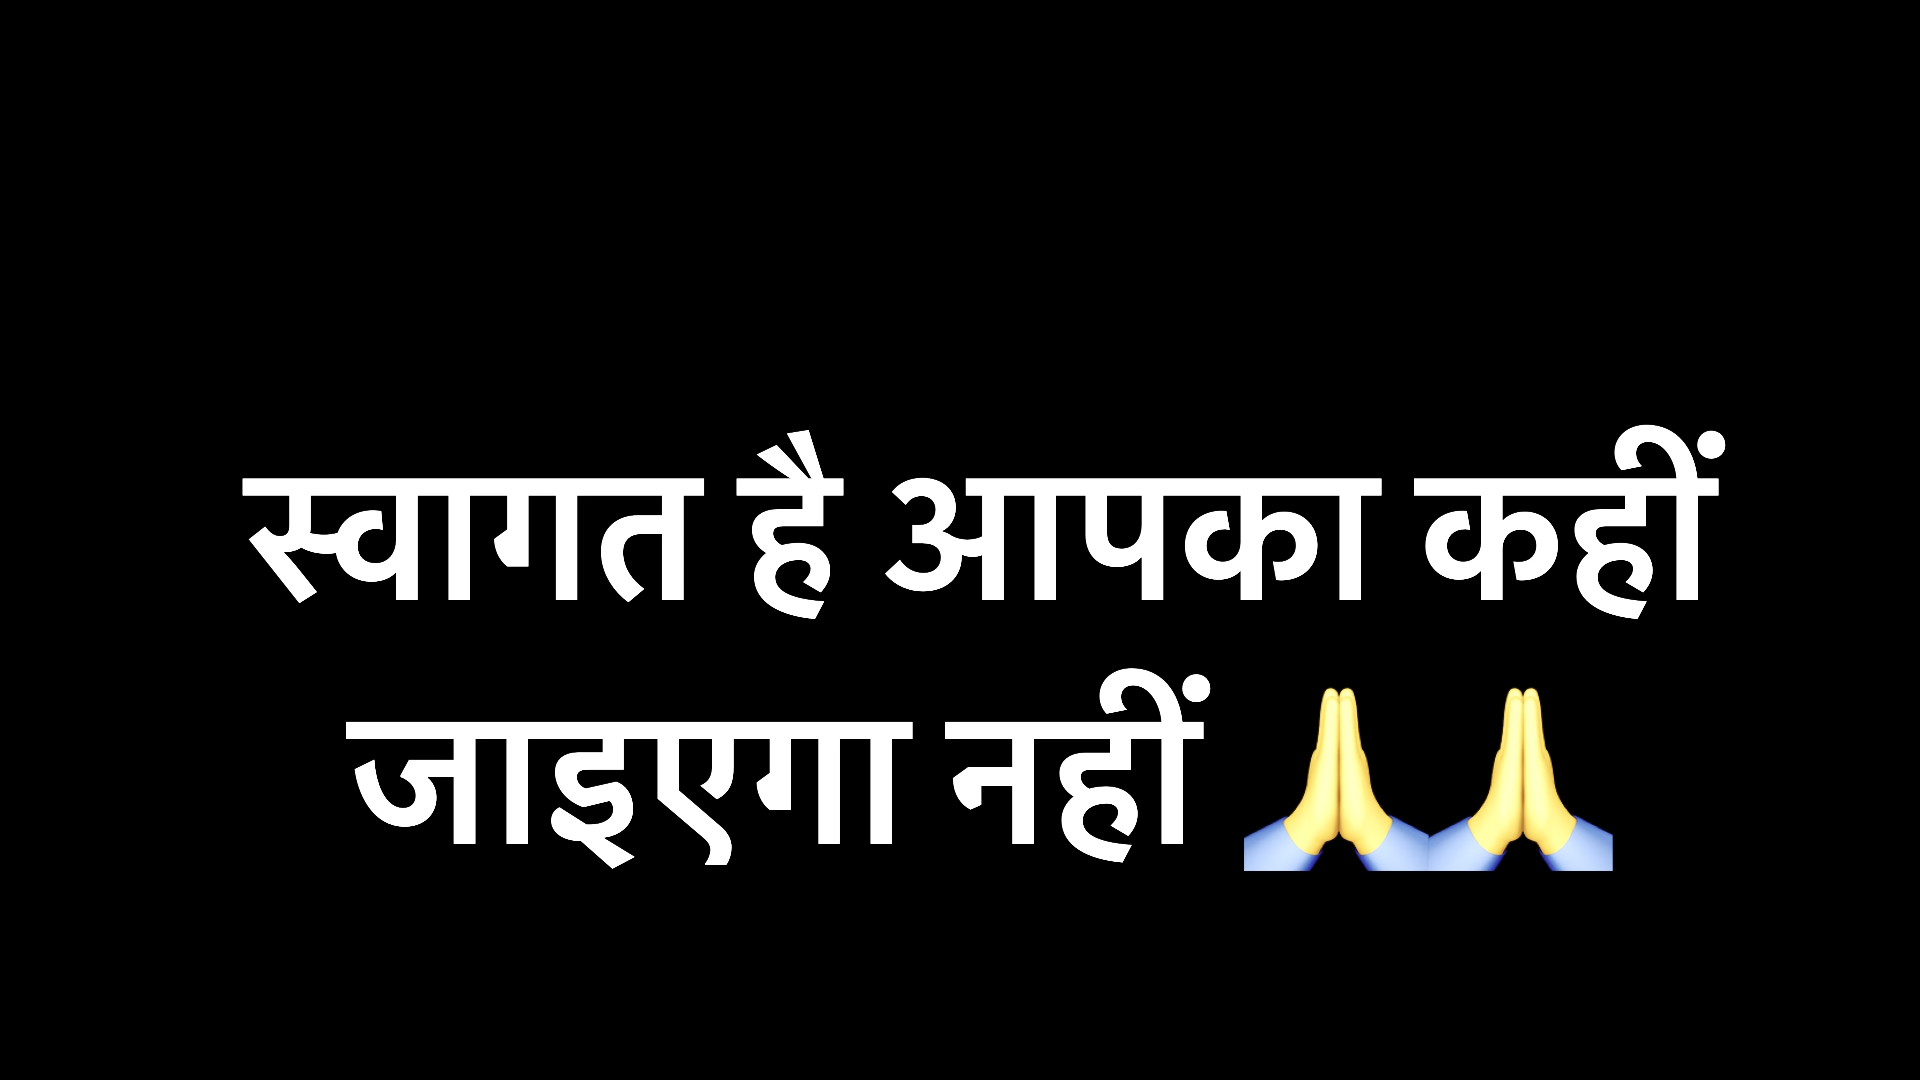 स्वागत है आपका कहीं
जाइएगा नहीं 🙏🙏